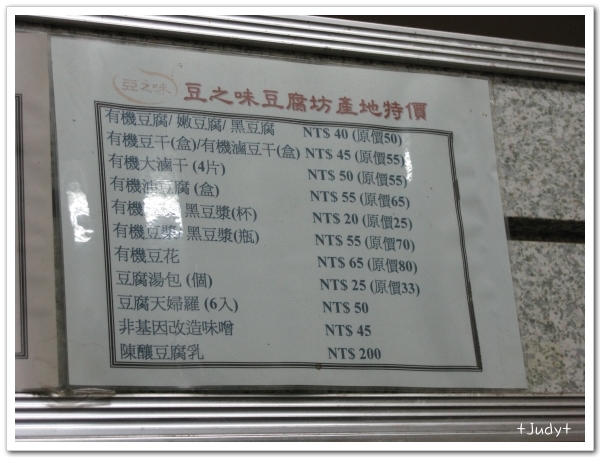 豆之味 豆之味豆腐坊產地特價
有機豆腐/ 嫩豆腐/ 黑豆腐 NT$ 40 (原價50)
有機豆干(盒)/有機滷豆干(盒) NT$ 45 (原價55)
有機大滷干 (4片) NT$ 50 (原價55)
有機油豆腐 (盒) NT$ 55 (原價65)
有機 黑豆漿(杯) NT$ 20 (原價25)
有機豆漿 黑豆漿(瓶) NT$ 55 (原價70)
有機豆花 NT$ 65 (原價80)
豆腐湯包 (個) NT$ 25 (原價33)
豆腐天婦羅 (6入) NT$ 50
非基因改造味噌 NT$ 45
陳釀豆腐乳 NT$ 200
+Judy+